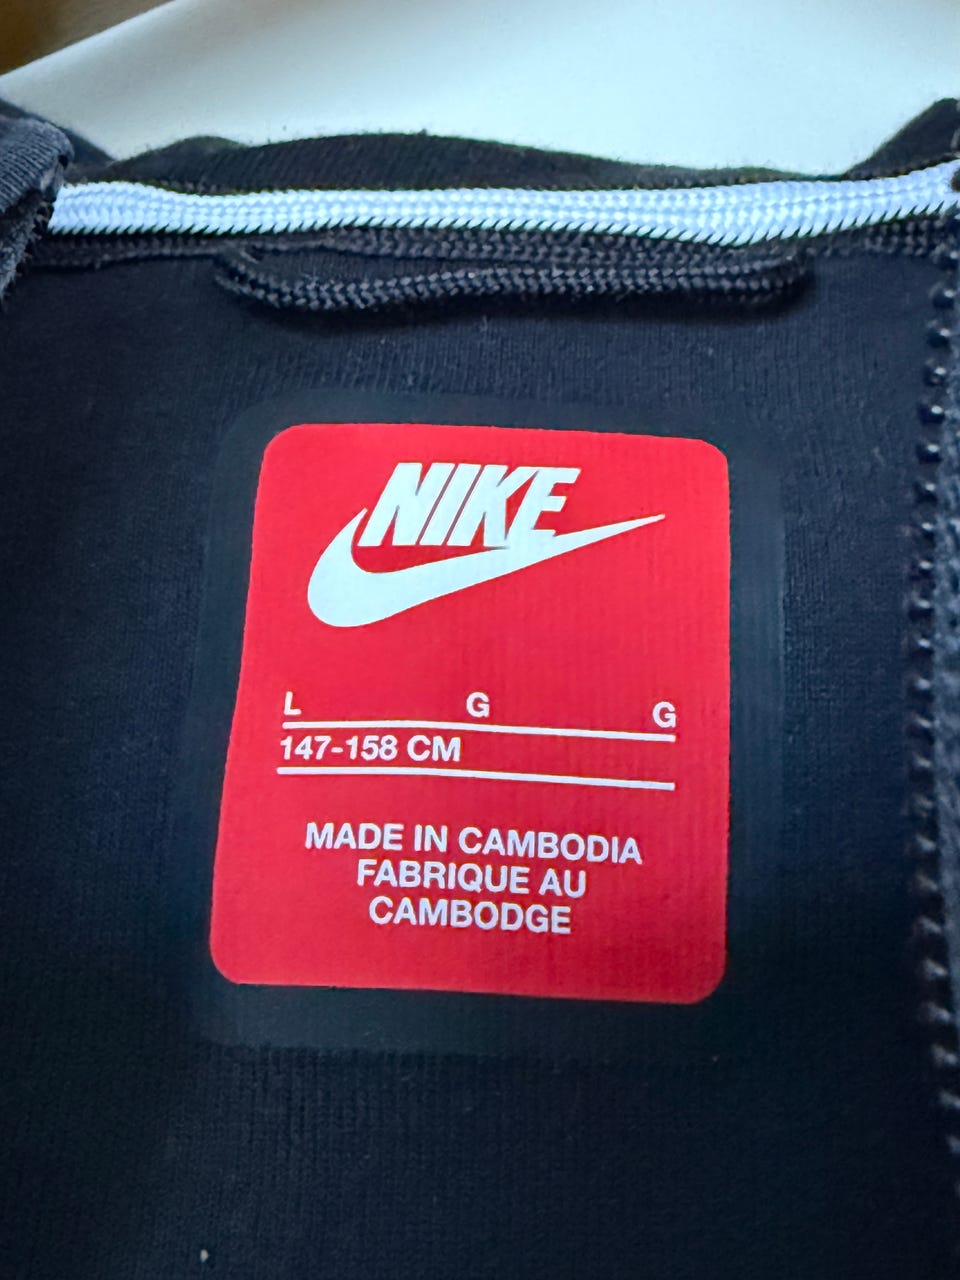 NIKE
L G G
147-158 CM
MADE IN CAMBODIA
FABRIQUE AU
CAMBODGE